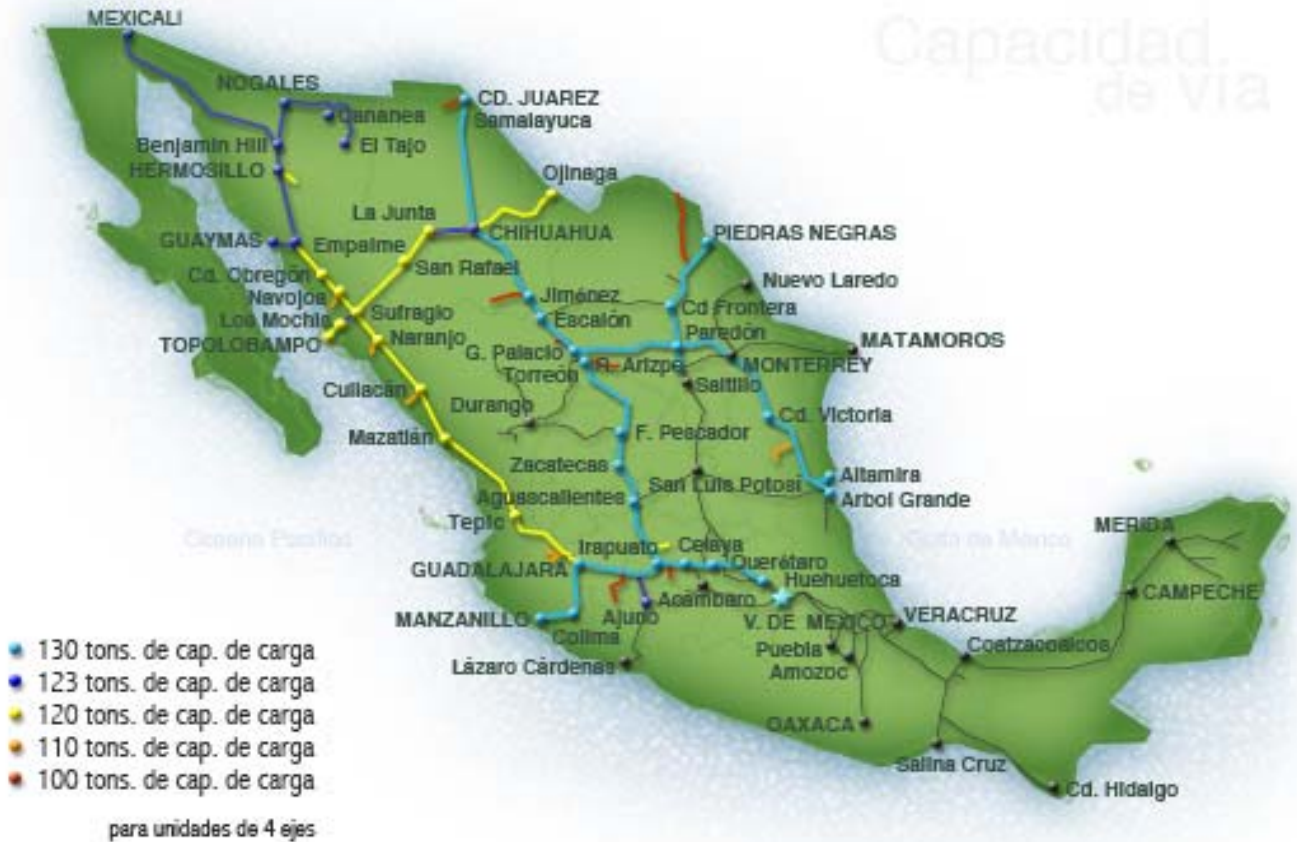 Capacidad
de vía
MEXICALI
NOGALES
CD. JUAREZ
Samalayuca
Cananea
Benjamin Hill
El Tajo
HERMOSILLO
Ojinaga
La Junta
GUAYMAS
Empalme
CHIHUAHUA
PIEDRAS NEGRAS
Cd. Obregón
San Rafael
Nuevo Laredo
Navojoa
Jiménez
Cd Frontera
Los Mochis
Sufragio
Escalón
Paredón
TOPOLOBAMPO
Naranjo
G. Palacio
R. Arizpe
MONTERREY
MATAMOROS
Torreón
Saltillo
Culiacán
Durango
Cd. Victoria
Mazatlán
F. Pescador
Zacatecas
San Luis Potosí
Altamira
Aguascalientes
Arbol Grande
Tepic
Oceano Pacifico
Golfo de Mexico
MERIDA
Irapuato
Celaya
GUADALAJARA
Querétaro
Huehuetoca
CAMPECHE
MANZANILLO
Ajuno
Acámbaro
V. DE MEXICO
VERACRUZ
Colima
Puebla
Coatzacoalcos
Lázaro Cárdenas
Amozoc
OAXACA
Salina Cruz
Cd. Hidalgo
130 tons. de cap. de carga
123 tons. de cap. de carga
120 tons. de cap. de carga
110 tons. de cap. de carga
100 tons. de cap. de carga
para unidades de 4 ejes